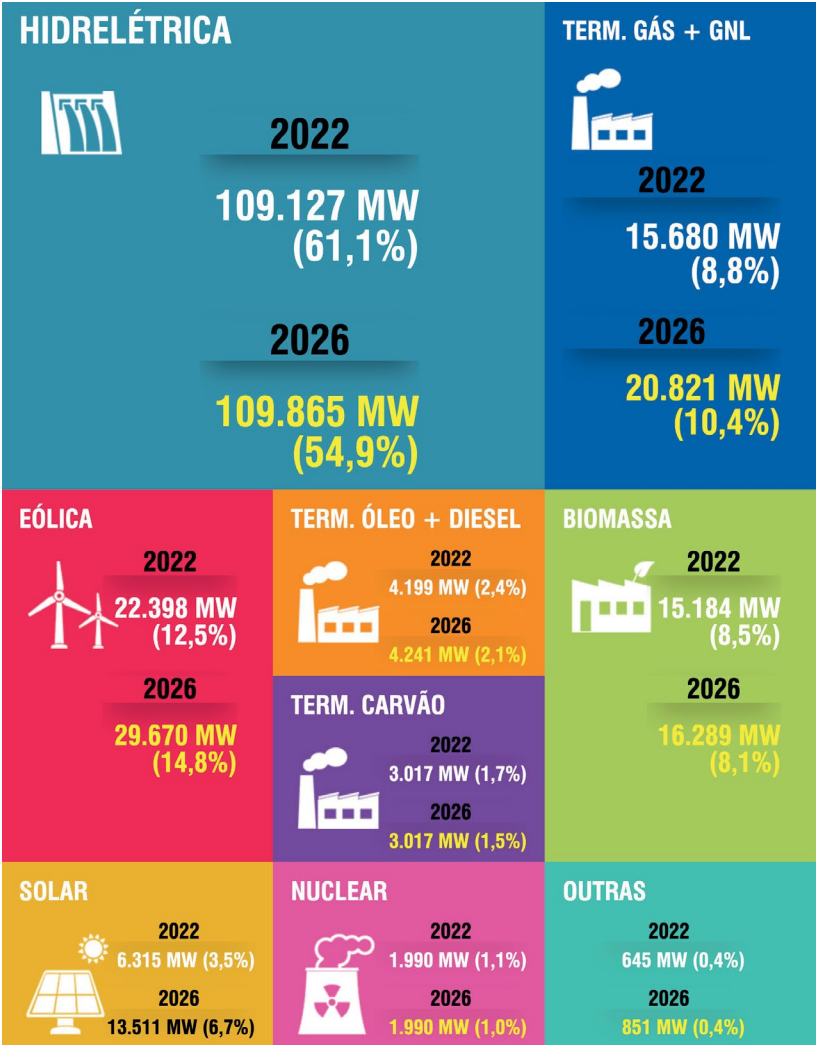 HIDRELÉTRICA
2022
109.127 MW
(61,1%)
2026
109.865 MW
(54,9%)
TERM. GÁS + GNL
2022
15.680 MW
(8,8%)
2026
20.821 MW
(10,4%)
EÓLICA
2022
22.398 MW
(12,5%)
2026
29.670 MW
(14,8%)
TERM. ÓLEO + DIESEL
2022
4.199 MW (2,4%)
2026
4.241 MW (2,1%)
TERM. CARVÃO
2022
3.017 MW (1,7%)
2026
3.017 MW (1,5%)
BIOMASSA
2022
15.184 MW
(8,5%)
2026
16.289 MW
(8,1%)
SOLAR
2022
6.315 MW (3,5%)
2026
13.511 MW (6,7%)
NUCLEAR
2022
1.990 MW (1,1%)
2026
1.990 MW (1,0%)
OUTRAS
2022
645 MW (0,4%)
2026
851 MW (0,4%)